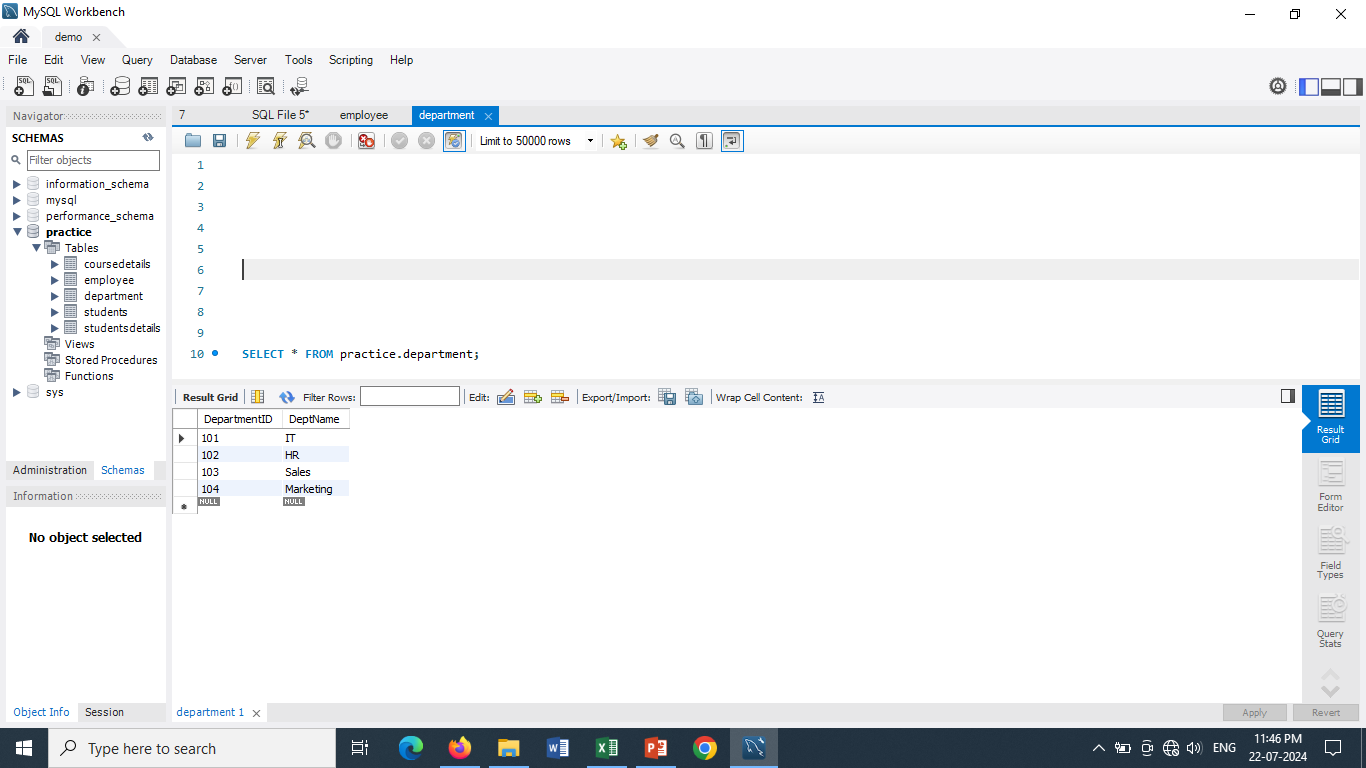 MySQL Workbench
demo
File Edit View Query Database Server Tools Scripting Help
Navigator
SCHEMAS
Filter objects
information_schema
mysql
performance_schema
practice
Tables
coursedetails
employee
department
students
studentsdetails
Views
Stored Procedures
Functions
sys
Administration Schemas
Information
No object selected
Object Info Session
7 SQL File 5* employee department
Limit to 50000 rows
1
2
3
4
5
6
7
8
9
10 SELECT * FROM practice.department;
Result Grid Filter Rows: Edit: Export/Import: Wrap Cell Content:
DepartmentID DeptName
101 IT
102 HR
103 Sales
104 Marketing
NULL NULL
Result Grid
Form Editor
Field Types
Query Stats
department 1
Apply Revert
Type here to search
ENG
11:46 PM
22-07-2024